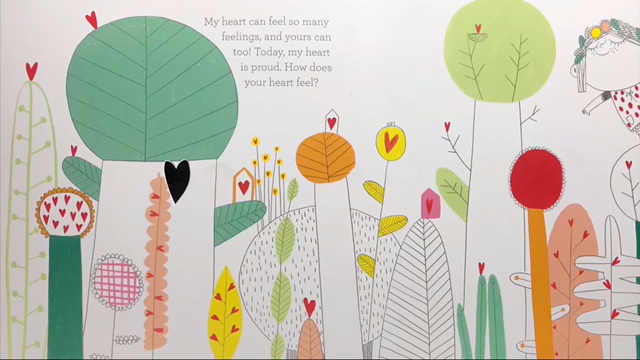 My heart can feel so many
feelings, and yours can
too! Today, my heart
is proud. How does
your heart feel?